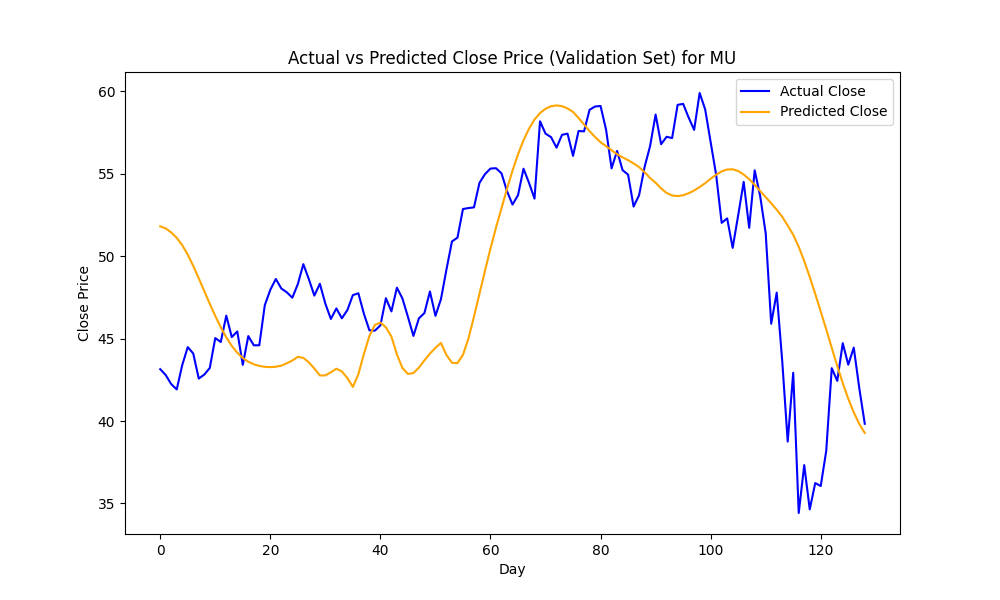 Actual vs Predicted Close Price (Validation Set) for MU
Actual Close
Predicted Close
Close Price
60
55
50
45
40
35
0 20 40 60 80 100 120
Day